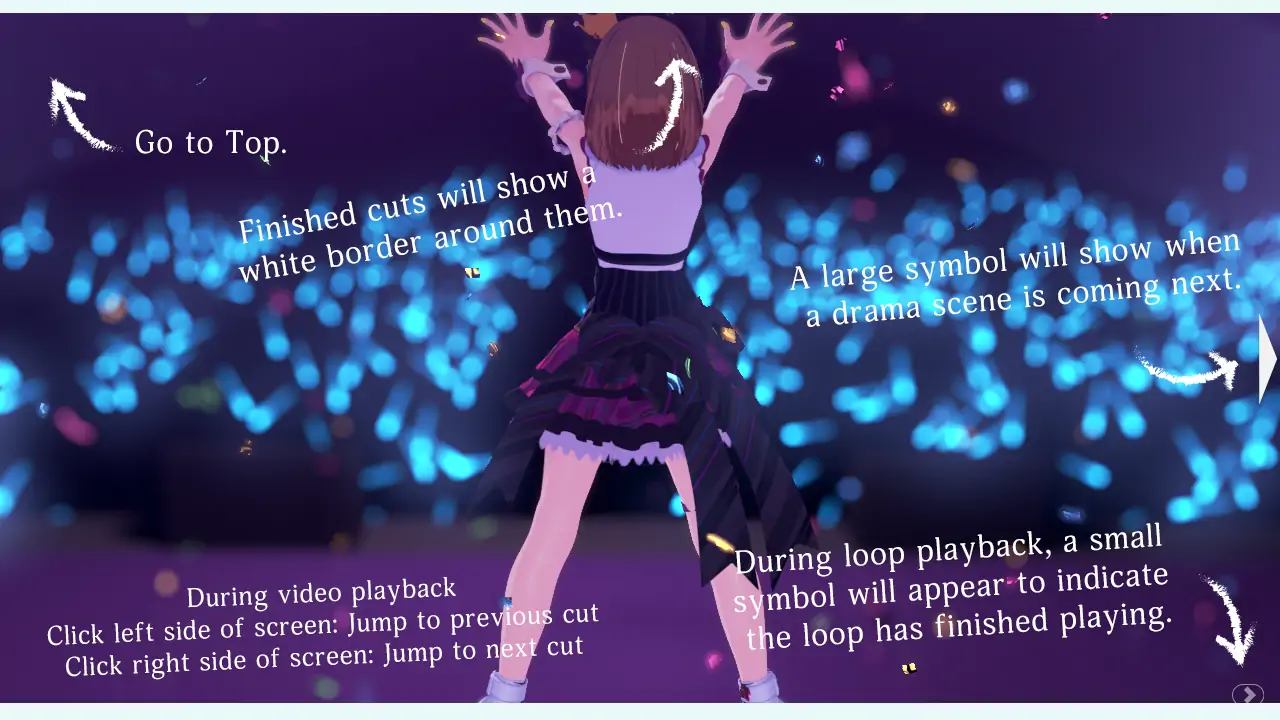 Go to Top.
Finished cuts will show a
white border around them.
A large symbol will show when
a drama scene is coming next.
During loop playback, a small
symbol will appear to indicate
the loop has finished playing.
During video playback
Click left side of screen: Jump to previous cut
Click right side of screen: Jump to next cut